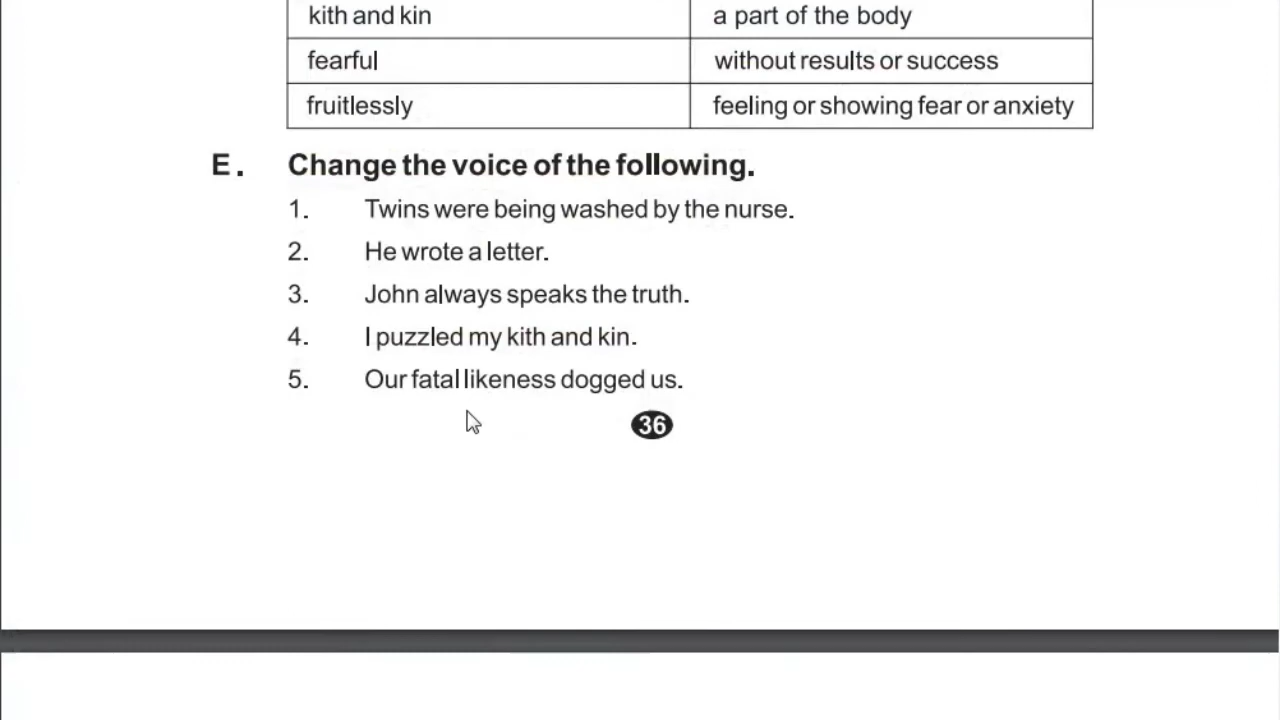 kith and kin a part of the body
fearful without results or success
fruitlessly feeling or showing fear or anxiety
E. Change the voice of the following.
1. Twins were being washed by the nurse.
2. He wrote a letter.
3. John always speaks the truth.
4. I puzzled my kith and kin.
5. Our fatal likeness dogged us.
36